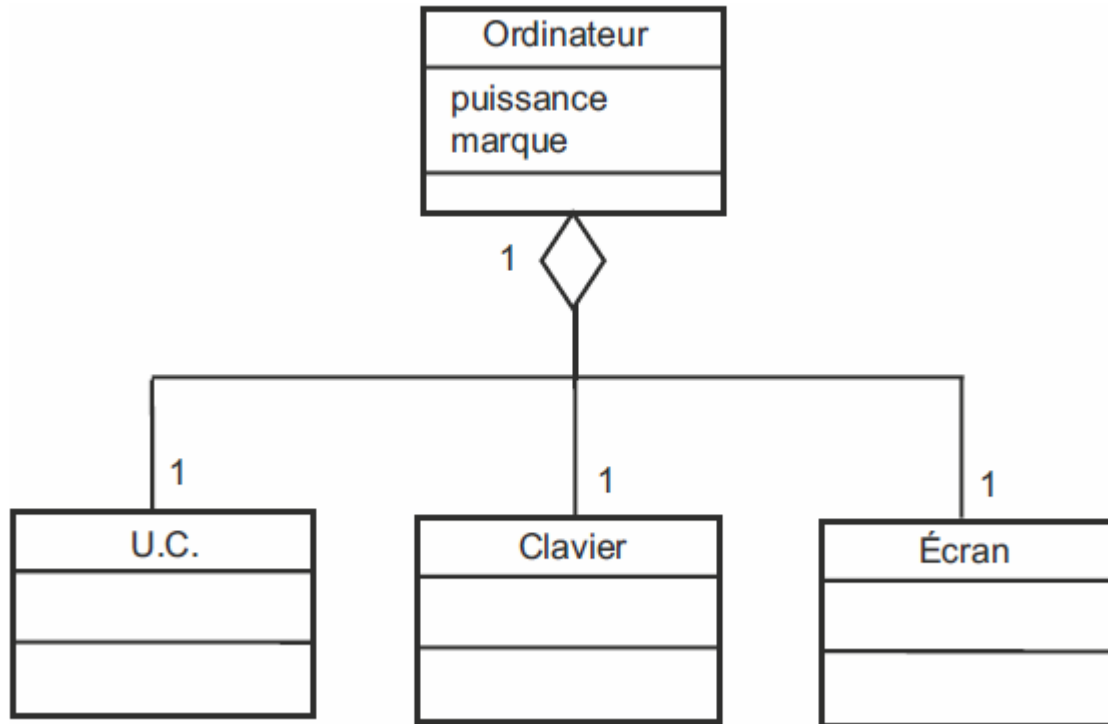 Ordinateur
puissance
marque
1
1
1
1
U.C.
Clavier
Écran